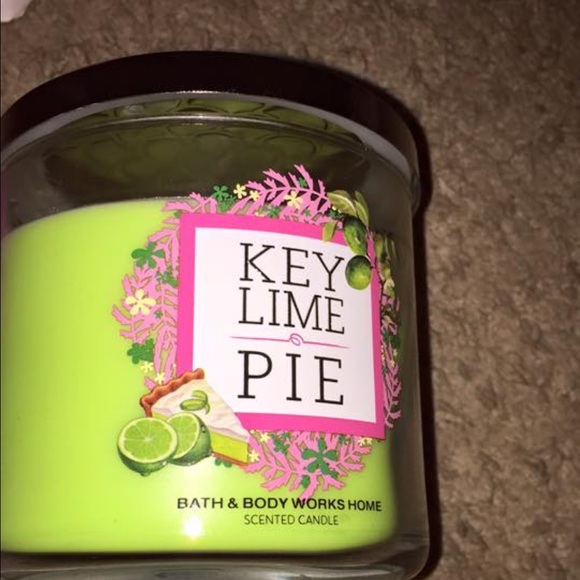 KEY
LIME
PIE
BATH & BODY WORKS HOME
SCENTED CANDLE